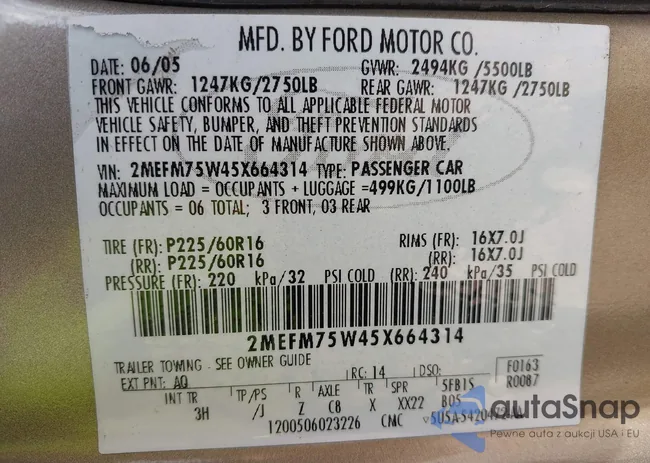 MFD. BY FORD MOTOR CO.
DATE: 06/05 GVWR: 2494KG /5500LB
FRONT GAWR: 1247KG/2750LB REAR GAWR: 1247KG/2750LB
THIS VEHICLE CONFORMS TO ALL APPLICABLE FEDERAL MOTOR
VEHICLE SAFETY, BUMPER, AND THEFT PREVENTION STANDARDS
IN EFFECT ON THE DATE OF MANUFACTURE SHOWN ABOVE.
VIN: 2MEFM75W45X664314 TYPE: PASSENGER CAR
MAXIMUM LOAD = OCCUPANTS + LUGGAGE =499KG/1100LB
OCCUPANTS = 06 TOTAL; 3 FRONT, 03 REAR
TIRE (FR): P225/60R16 RIMS (FR): 16X7.0J
(RR): P225/60R16 (RR): 16X7.0J
PRESSURE (FR): 220 kPa/32 PSI COLD (RR): 240 kPa/35 PSI COLD
2MEFM75W45X664314
TRAILER TOWING - SEE OWNER GUIDE
EXT PNT: AQ RC: 14 DSO: F0163
R0087
INT TR TP/PS R AXLE TR SPR 5FB1S
3H /J Z C8 X XX22 B05
1200506023226 CMC
autoSnap
Pewne auta z aukcji USA i EU